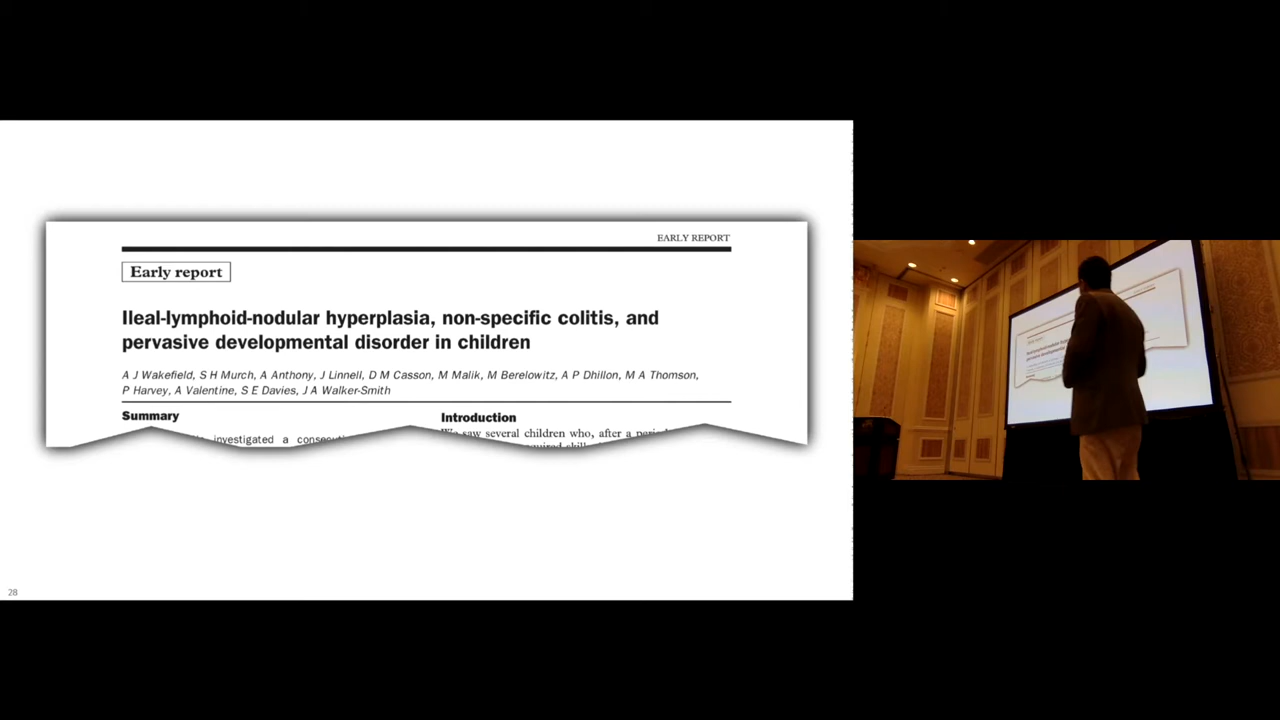 EARLY REPORT
Early report
Ileal-lymphoid-nodular hyperplasia, non-specific colitis, and
pervasive developmental disorder in children
A J Wakefield, S H Murch, A Anthony, J Linnell, D M Casson, M Malik, M Berelowitz, A P Dhillon, M A Thomson,
P Harvey, A Valentine, S E Davies, J A Walker-Smith
Summary
investigated a
Introduction
We saw several children who, after a
28